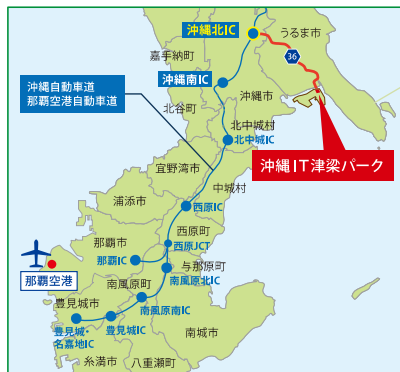 沖縄北IC
うるま市
嘉手納町
36
沖縄南IC
沖縄自動車道
那覇空港自動車道
沖縄市
北谷町
北中城村
北中城IC
沖縄IT津梁パーク
宜野湾市
中城村
浦添市
西原IC
西原町
那覇市
西原JCT
与那原町
那覇IC
南風原北IC
那覇空港
南風原町
豊見城市
南風原南IC
豊見城・
名嘉地IC
豊見城IC
南城市
糸満市
八重瀬町